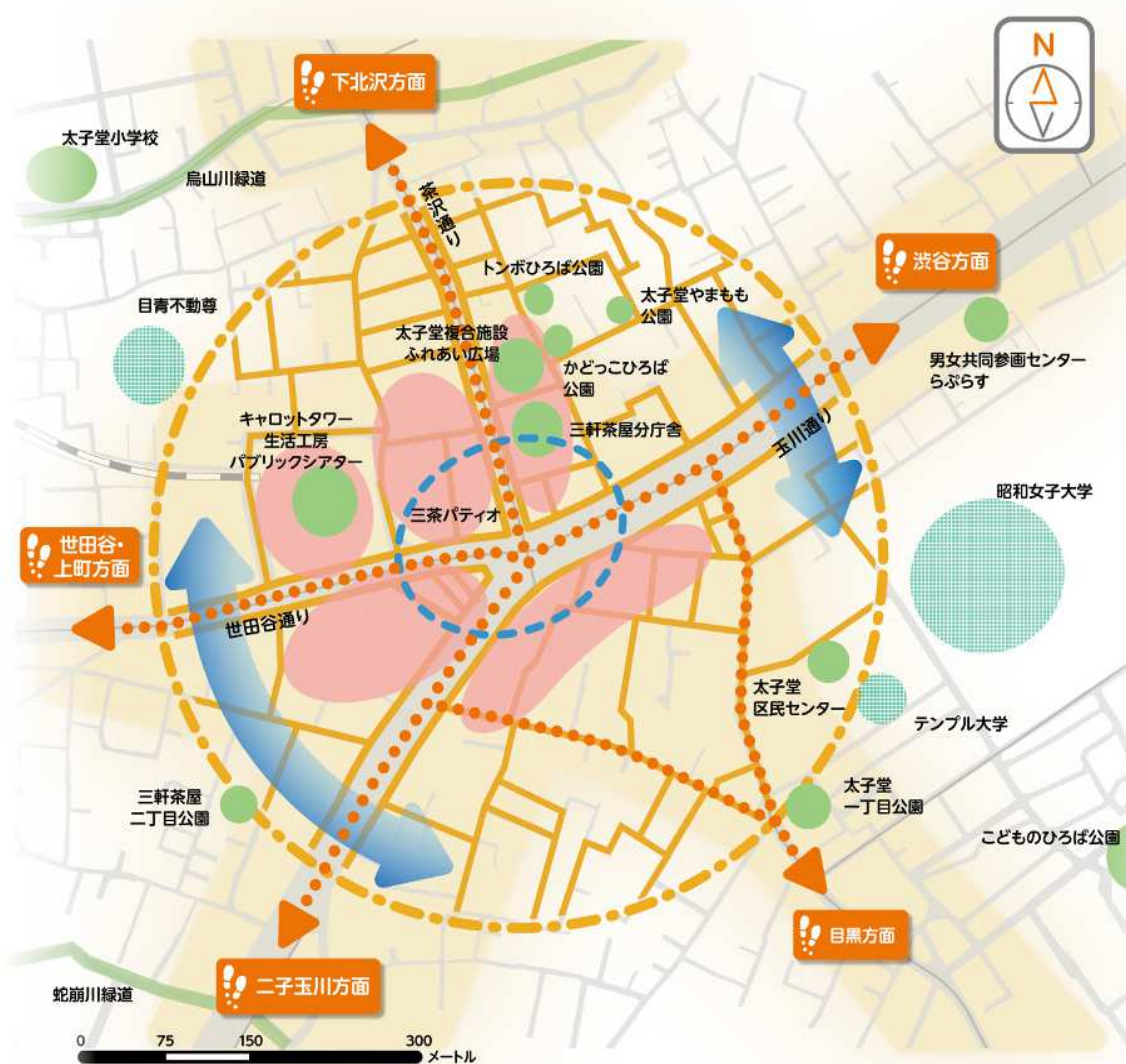 N
下北沢方面
太子堂小学校
烏山川緑道
茶沢通り
渋谷方面
トンボひろば公園
太子堂やまもも
公園
目青不動尊
太子堂複合施設
ふれあい広場
かどっこひろば
公園
男女共同参画センター
らぷらす
キャロットタワー
生活工房
パブリックシアター
三軒茶屋分庁舎
玉川通り
昭和女子大学
三茶パティオ
世田谷・
上町方面
世田谷通り
太子堂
区民センター
テンプル大学
三軒茶屋
二丁目公園
太子堂
一丁目公園
こどものひろば公園
目黒方面
二子玉川方面
蛇崩川緑道
0 75 150 300
メートル